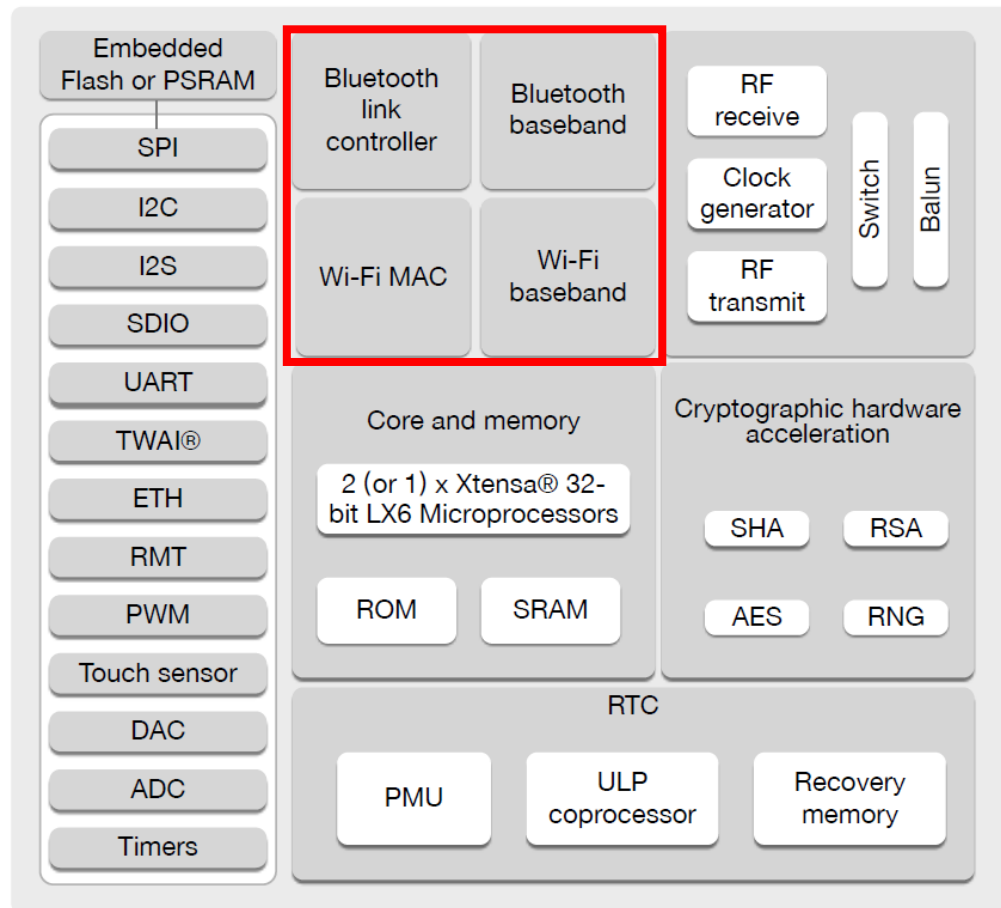 Embedded
Flash or PSRAM
SPI
I2C
I2S
SDIO
UART
TWAI®
ETH
RMT
PWM
Touch sensor
DAC
ADC
Timers
Bluetooth
link
controller
Bluetooth
baseband
Wi-Fi MAC
Wi-Fi
baseband
RF
receive
Clock
generator
RF
transmit
Switch
Balun
Core and memory
2 (or 1) x Xtensa® 32-
bit LX6 Microprocessors
ROM
SRAM
Cryptographic hardware
acceleration
SHA
RSA
AES
RNG
RTC
PMU
ULP
coprocessor
Recovery
memory